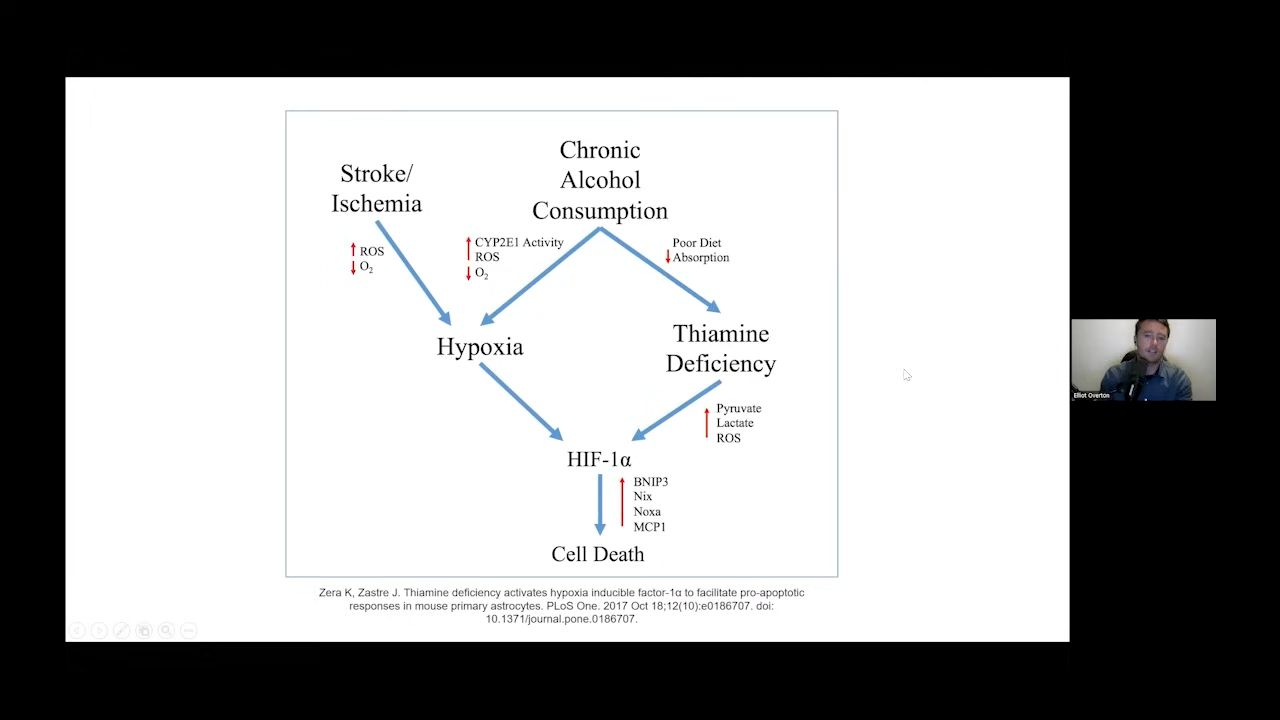 Chronic
Alcohol
Consumption
Stroke/
Ischemia
ROS
O₂
CYP2E1 Activity
ROS
O₂
Poor Diet
Absorption
Hypoxia
Thiamine
Deficiency
Pyruvate
Lactate
ROS
HIF-1α
BNIP3
Nix
Noxa
MCP1
Cell Death
Zera K, Zastre J. Thiamine deficiency activates hypoxia inducible factor-1α to facilitate pro-apoptotic
responses in mouse primary astrocytes. PLoS One. 2017 Oct 18;12(10):e0186707. doi:
10.1371/journal.pone.0186707.
Elliot Overton